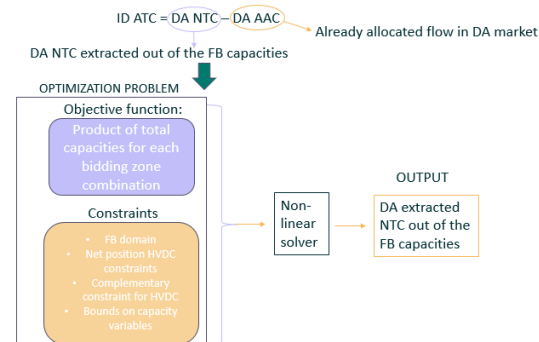 ID ATC = DA NTC – DA AAC
Already allocated flow in DA market
DA NTC extracted out of the FB capacities
OPTIMIZATION PROBLEM
Objective function:
Product of total
capacities for each
bidding zone
combination
Constraints
• FB domain
• Net position HVDC
constraints
• Complementary
constraint for HVDC
• Bounds on capacity
variables
Non-
linear
solver
OUTPUT
DA extracted
NTC out of the
FB capacities